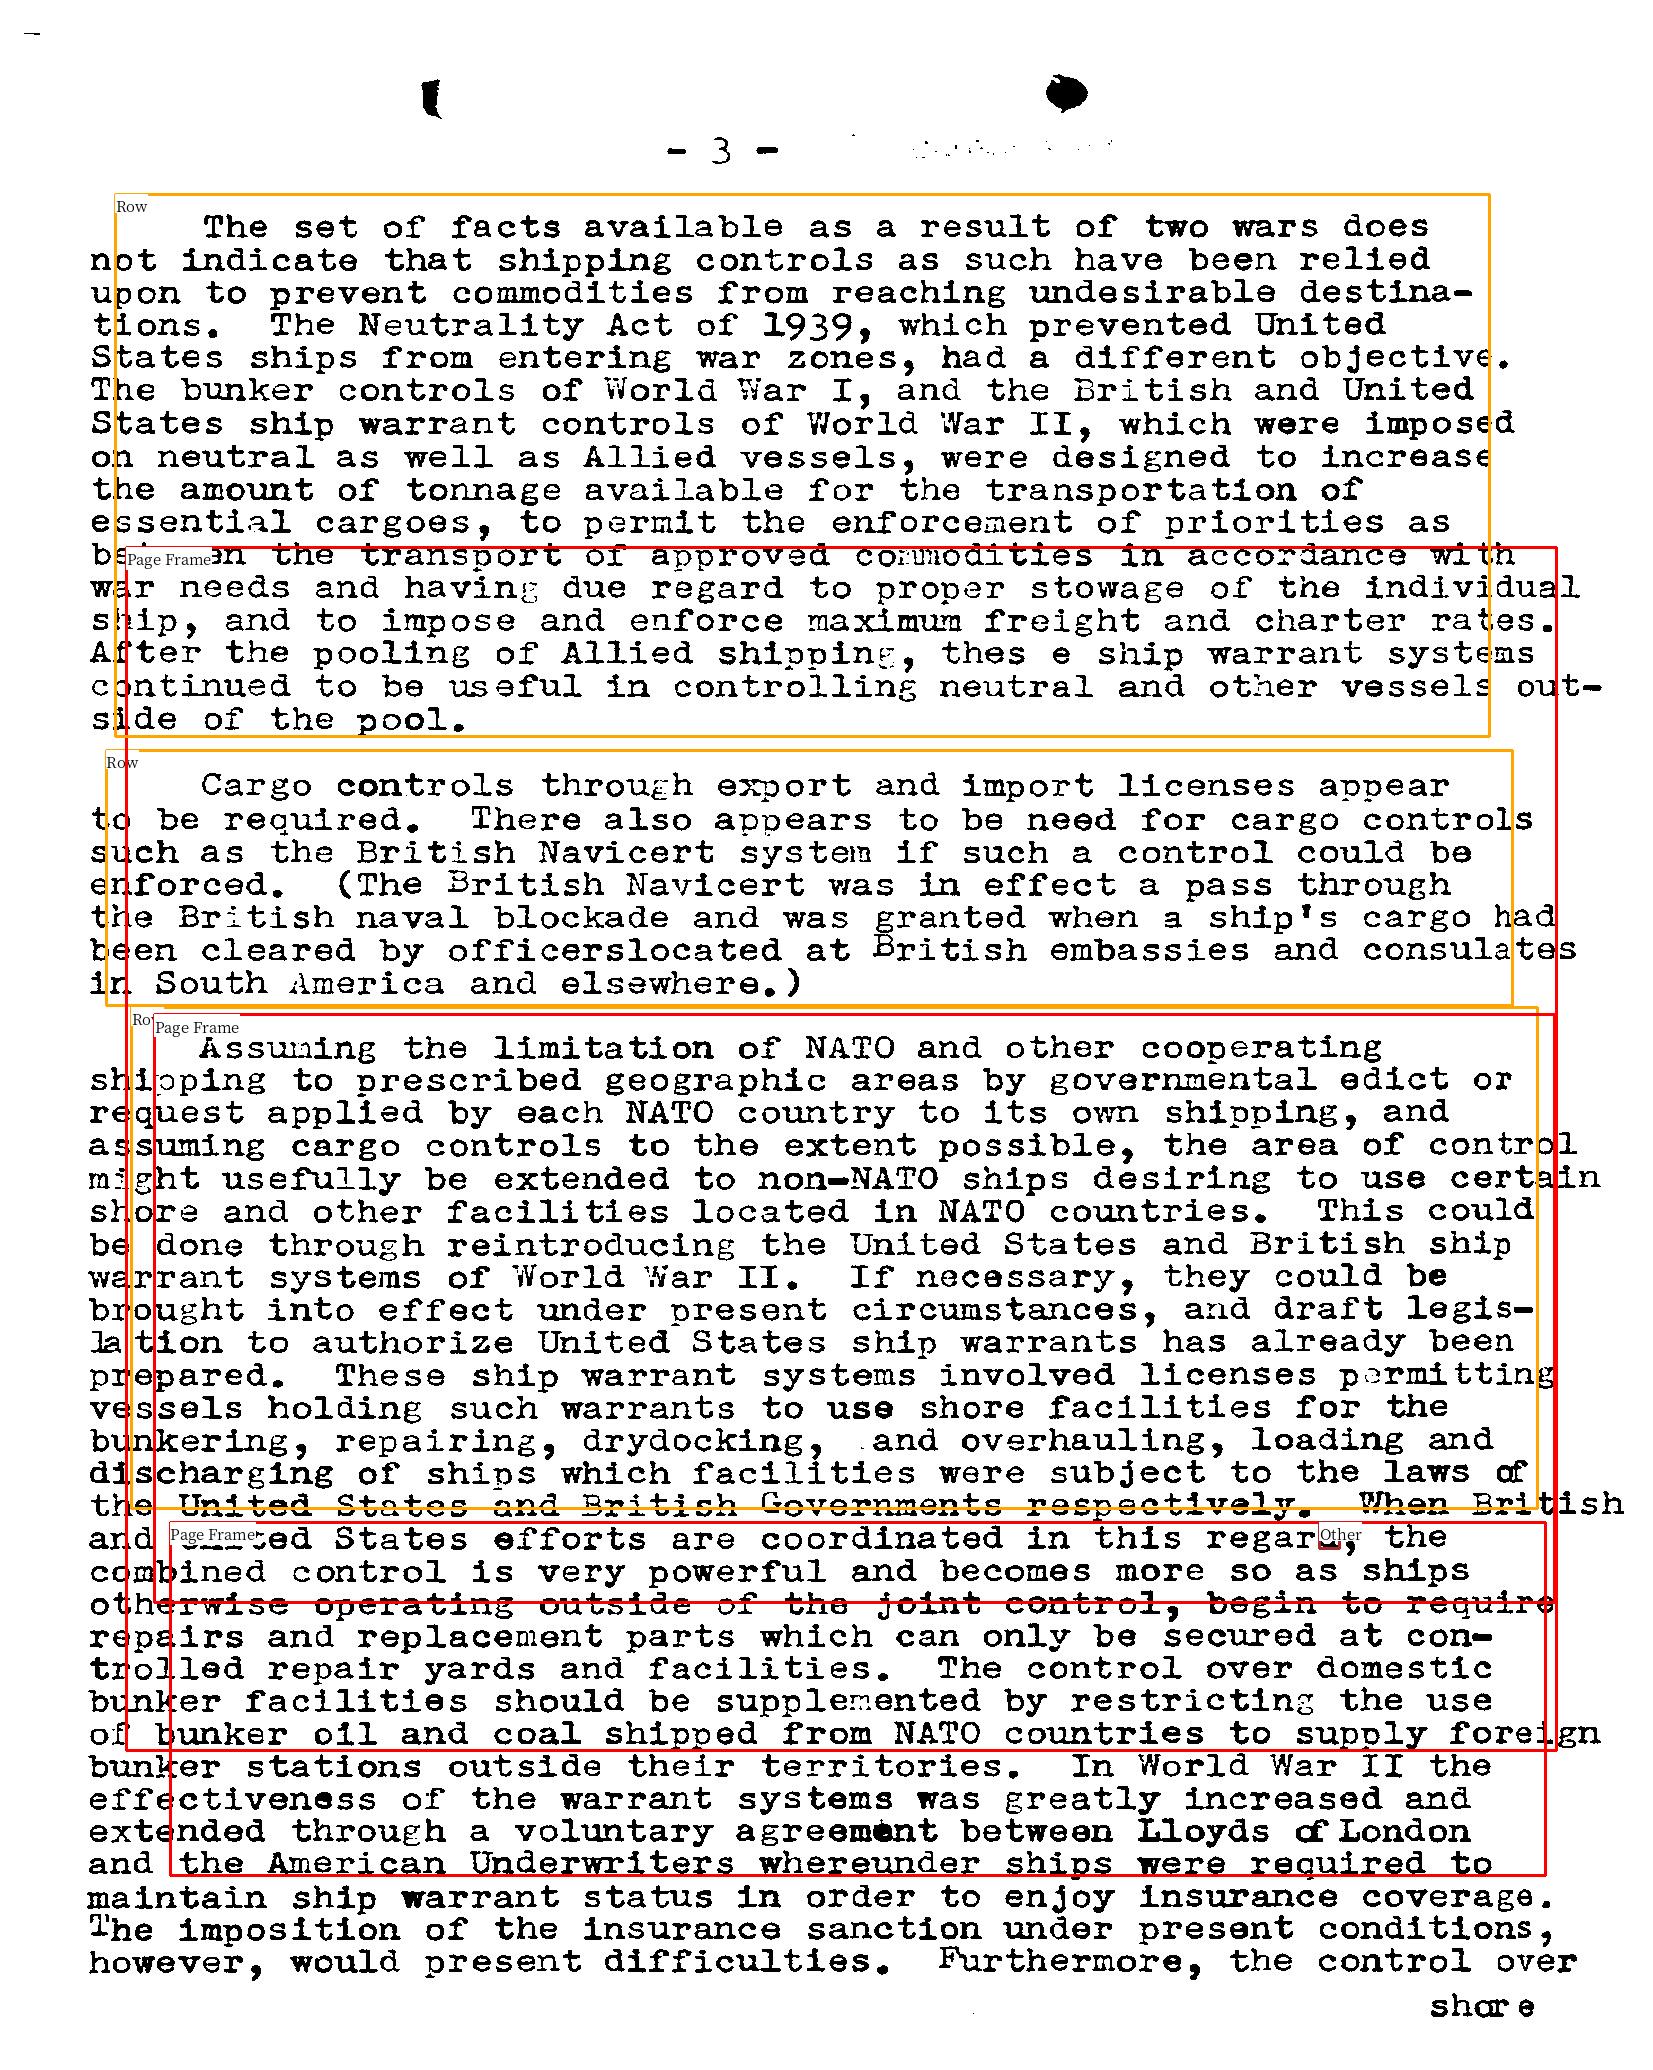 - 3 -
The set of facts available as a result of two wars does
not indicate that shipping controls as such have been relied
upon to prevent commodities from reaching undesirable destina-
tions. The Neutrality Act of 1939, which prevented United
States ships from entering war zones, had a different objective.
The bunker controls of World War I, and the British and United
States ship warrant controls of World War II, which were imposed
on neutral as well as Allied vessels, were designed to increase
the amount of tonnage available for the transportation of
essential cargoes, to permit the enforcement of priorities as
the transport of approved commodities in accordance with
war needs and having due regard to proper stowage of the individual
ship, and to impose and enforce maximum freight and charter rates.
After the pooling of Allied shipping, thes e ship warrant systems
continued to be useful in controlling neutral and other vessels out-
side of the pool.
Cargo controls through export and import licenses appear
to be required. There also appears to be need for cargo controls
such as the British Navicert system if such a control could be
enforced. (The British Navicert was in effect a pass through
the British naval blockade and was granted when a ship's cargo had
been cleared by officerslocated at British embassies and consulates
in South America and elsewhere.)
Assuming the limitation of NATO and other cooperating
shipping to prescribed geographic areas by governmental edict or
request applied by each NATO country to its own shipping, and
assuming cargo controls to the extent possible, the area of control
might usefully be extended to non-NATO ships desiring to use certain
shore and other facilities located in NATO countries. This could
be done through reintroducing the United States and British ship
warrant systems of World War II. If necessary, they could be
brought into effect under present circumstances, and draft legis-
lation to authorize United States ship warrants has already been
prepared. These ship warrant systems involved licenses permitting
vessels holding such warrants to use shore facilities for the
bunkering, repairing, drydocking, and overhauling, loading and
discharging of ships which facilities were subject to the laws of
the United States and British Governments respectively. When British
and United States efforts are coordinated in this regard, the
combined control is very powerful and becomes more so as ships
otherwise operating outside of the joint control, begin to require
repairs and replacement parts which can only be secured at con-
trolled repair yards and facilities. The control over domestic
bunker facilities should be supplemented by restricting the use
of bunker oil and coal shipped from NATO countries to supply foreign
bunker stations outside their territories. In World War II the
effectiveness of the warrant systems was greatly increased and
extended through a voluntary agreement between Lloyds of London
and the American Underwriters whereunder ships were required to
maintain ship warrant status in order to enjoy insurance coverage.
The imposition of the insurance sanction under present conditions,
however, would present difficulties. Furthermore, the control over
shore
Row
Page Frame
Row
Row
Page Frame
Page Frame
Other